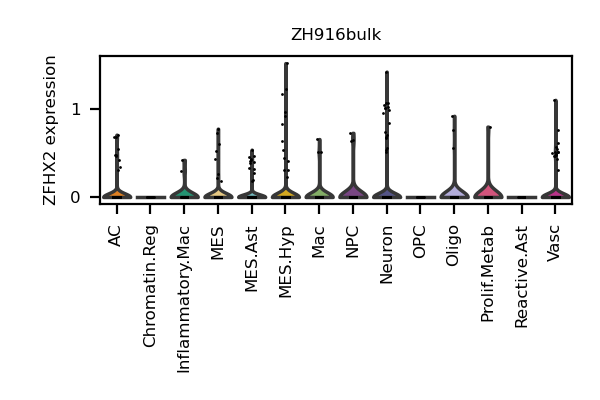 ZH916bulk
ZFHX2 expression
1
0
AC
Chromatin.Reg
Inflammatory.Mac
MES
MES.Ast
MES.Hyp
Mac
NPC
Neuron
OPC
Oligo
Prolif.Metab
Reactive.Ast
Vasc